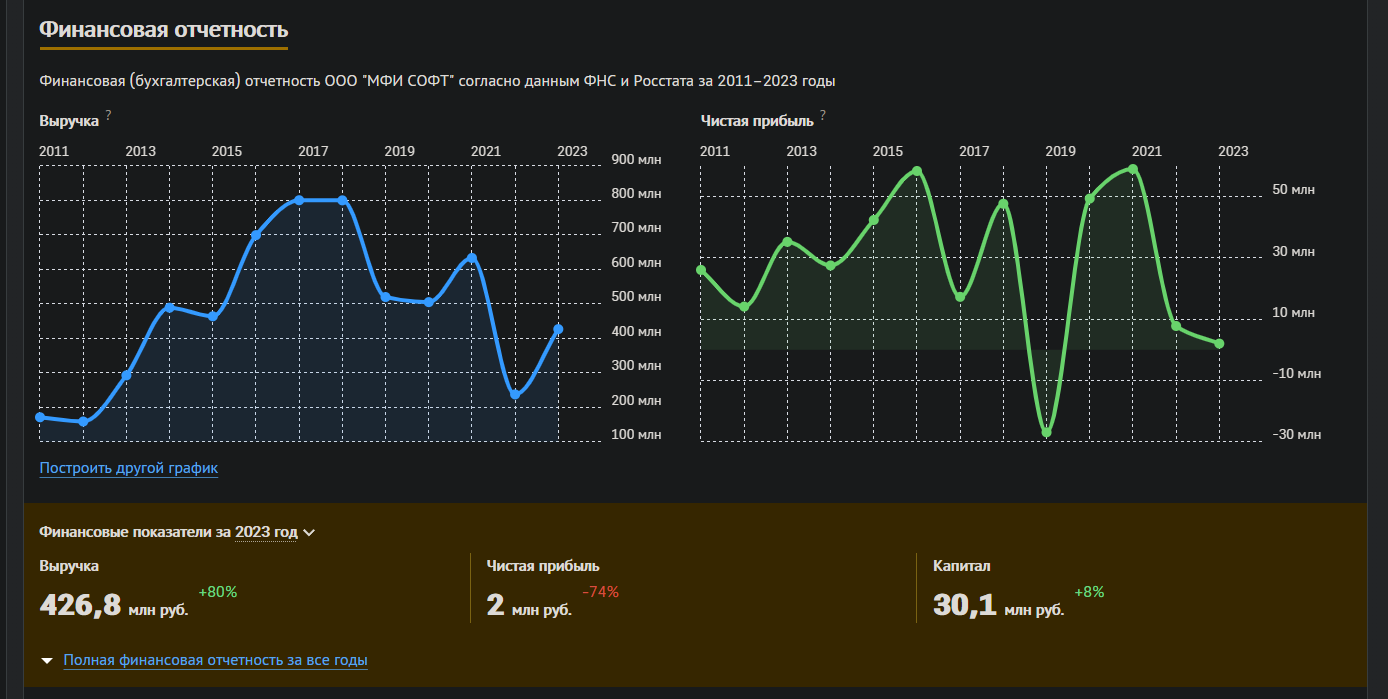 Финансовая отчетность
Финансовая (бухгалтерская) отчетность ООО "МФИ СОФТ" согласно данным ФНС и Росстата за 2011–2023 годы
Выручка ?
2011 2013 2015 2017 2019 2021 2023
900 млн
800 млн
700 млн
600 млн
500 млн
400 млн
300 млн
200 млн
100 млн
Чистая прибыль ?
2011 2013 2015 2017 2019 2021 2023
50 млн
30 млн
10 млн
-10 млн
-30 млн
Построить другой график
Финансовые показатели за 2023 год
Выручка
426,8 млн руб. +80%
Чистая прибыль
2 млн руб. -74%
Капитал
30,1 млн руб. +8%
Полная финансовая отчетность за все годы